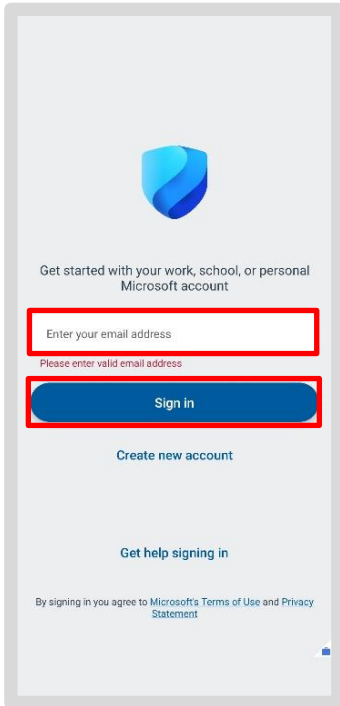 Get started with your work, school, or personal
Microsoft account
Enter your email address
Please enter valid email address
Sign in
Create new account
Get help signing in
By signing in you agree to Microsoft's Terms of Use and Privacy
Statement